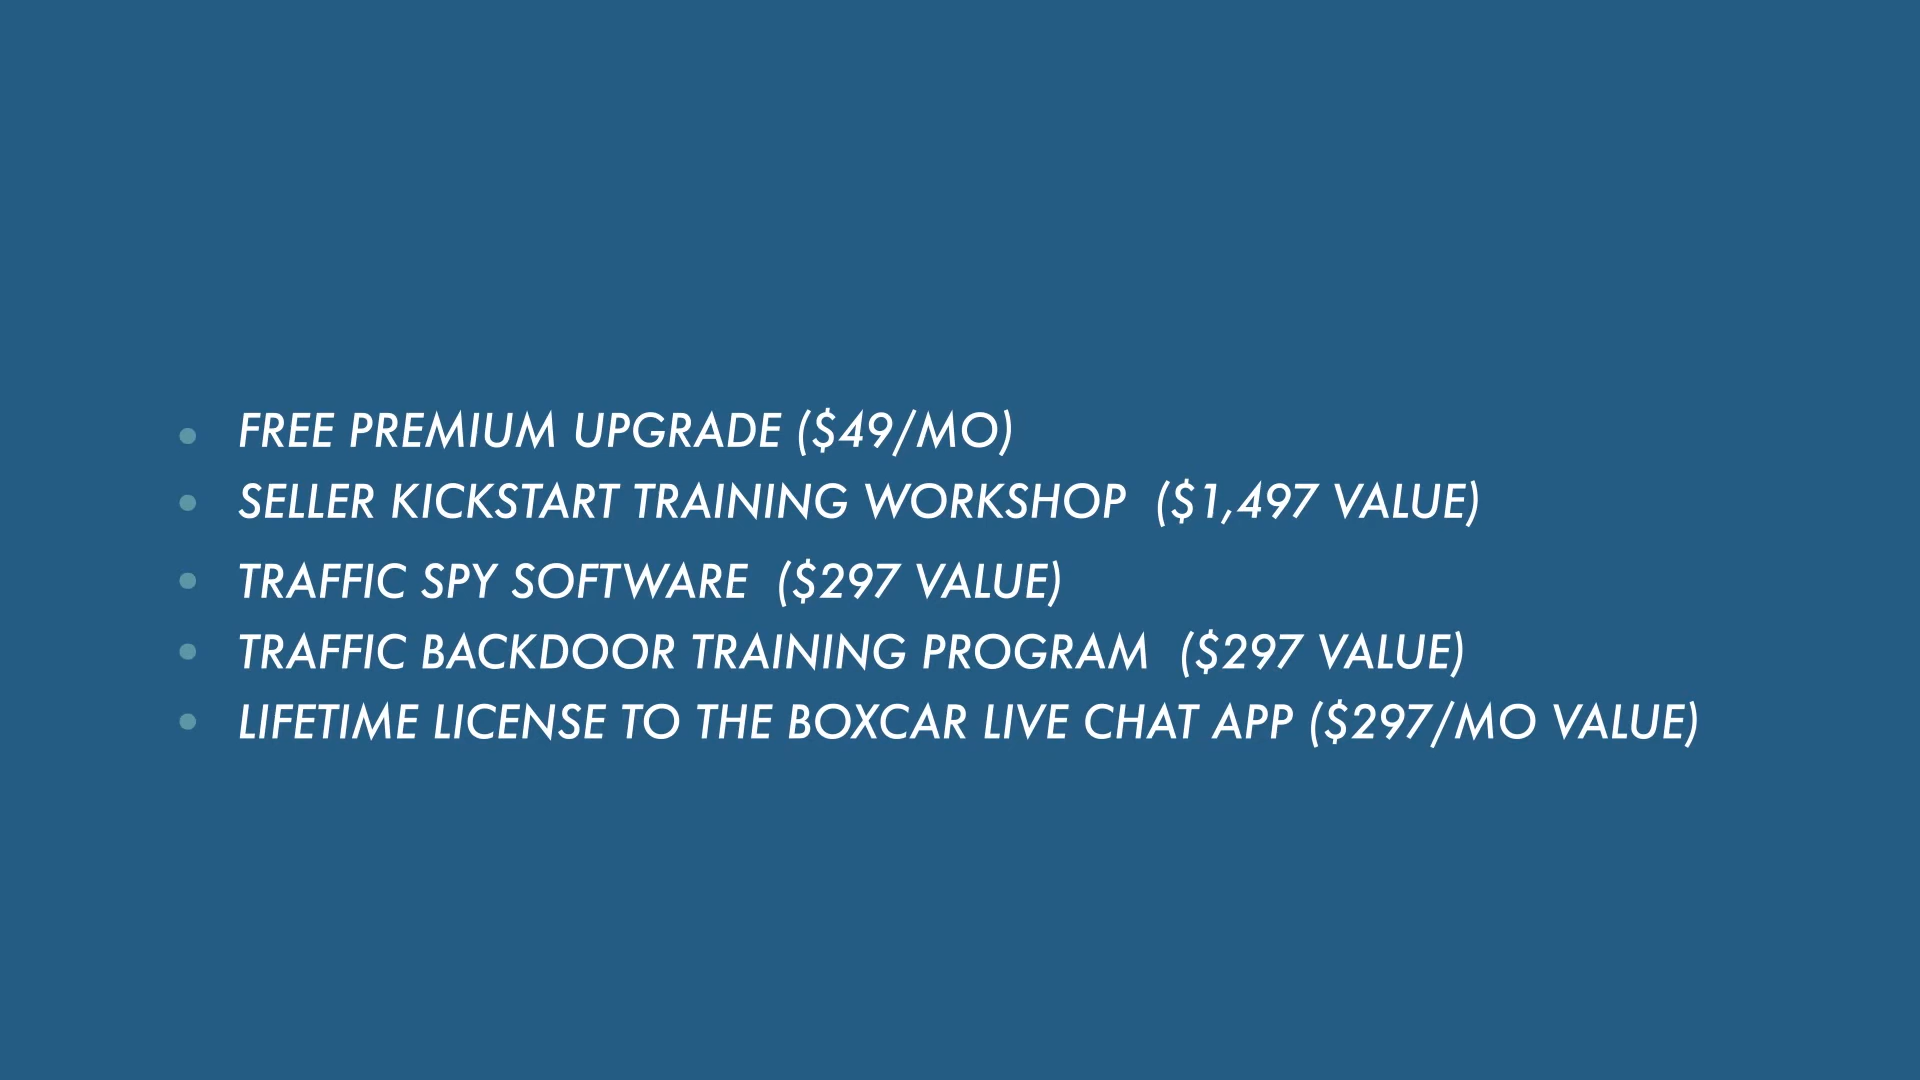 FREE PREMIUM UPGRADE ($49/MO)
SELLER KICKSTART TRAINING WORKSHOP ($1,497 VALUE)
TRAFFIC SPY SOFTWARE ($297 VALUE)
TRAFFIC BACKDOOR TRAINING PROGRAM ($297 VALUE)
LIFETIME LICENSE TO THE BOXCAR LIVE CHAT APP ($297/MO VALUE)